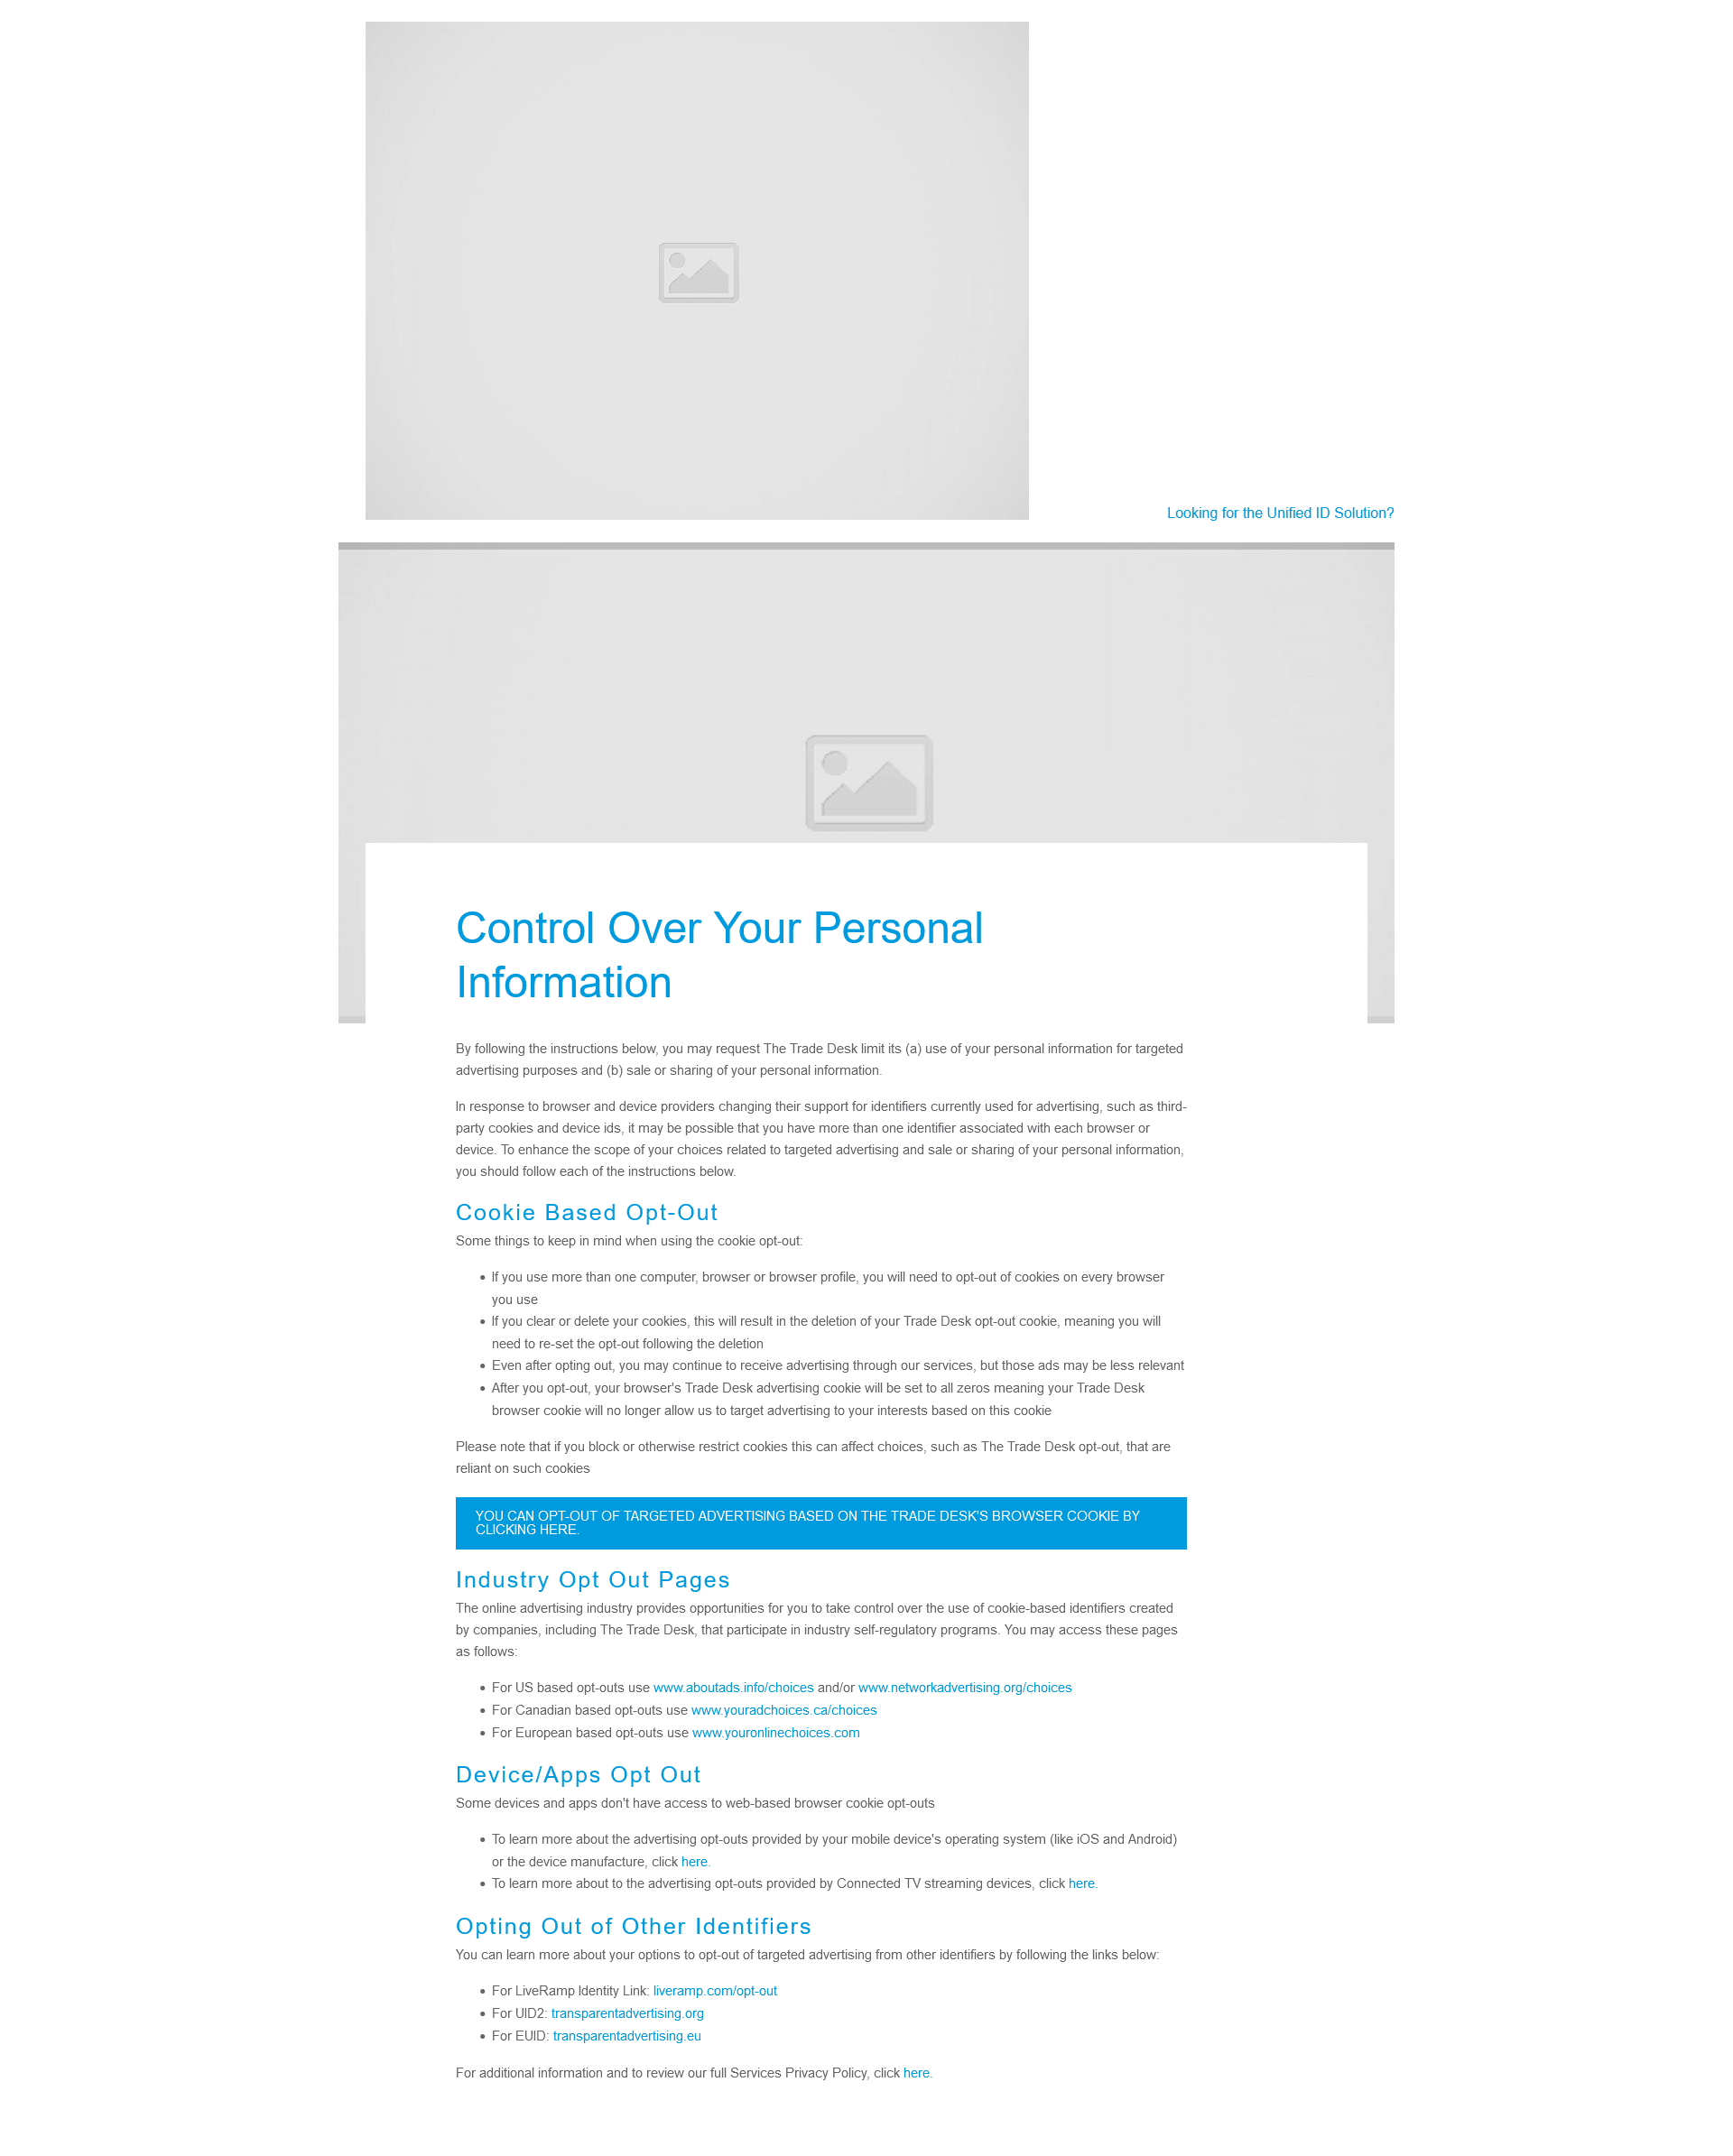 Looking for the Unified ID Solution?
Control Over Your Personal
Information
By following the instructions below, you may request The Trade Desk limit its (a) use of your personal information for targeted
advertising purposes and (b) sale or sharing of your personal information.
In response to browser and device providers changing their support for identifiers currently used for advertising, such as third-
party cookies and device ids, it may be possible that you have more than one identifier associated with each browser or
device. To enhance the scope of your choices related to targeted advertising and sale or sharing of your personal information,
you should follow each of the instructions below.
Cookie Based Opt-Out
Some things to keep in mind when using the cookie opt-out:
• If you use more than one computer, browser or browser profile, you will need to opt-out of cookies on every browser
you use
• If you clear or delete your cookies, this will result in the deletion of your Trade Desk opt-out cookie, meaning you will
need to re-set the opt-out following the deletion
• Even after opting out, you may continue to receive advertising through our services, but those ads may be less relevant
• After you opt-out, your browser's Trade Desk advertising cookie will be set to all zeros meaning your Trade Desk
browser cookie will no longer allow us to target advertising to your interests based on this cookie
Please note that if you block or otherwise restrict cookies this can affect choices, such as The Trade Desk opt-out, that are
reliant on such cookies
YOU CAN OPT-OUT OF TARGETED ADVERTISING BASED ON THE TRADE DESK'S BROWSER COOKIE BY
CLICKING HERE.
Industry Opt Out Pages
The online advertising industry provides opportunities for you to take control over the use of cookie-based identifiers created
by companies, including The Trade Desk, that participate in industry self-regulatory programs. You may access these pages
as follows:
• For US based opt-outs use www.aboutads.info/choices and/or www.networkadvertising.org/choices
• For Canadian based opt-outs use www.youradchoices.ca/choices
• For European based opt-outs use www.youronlinechoices.com
Device/Apps Opt Out
Some devices and apps don't have access to web-based browser cookie opt-outs
• To learn more about the advertising opt-outs provided by your mobile device's operating system (like iOS and Android)
or the device manufacture, click here.
• To learn more about to the advertising opt-outs provided by Connected TV streaming devices, click here.
Opting Out of Other Identifiers
You can learn more about your options to opt-out of targeted advertising from other identifiers by following the links below:
• For LiveRamp Identity Link: liveramp.com/opt-out
• For UID2: transparentadvertising.org
• For EUID: transparentadvertising.eu
For additional information and to review our full Services Privacy Policy, click here.